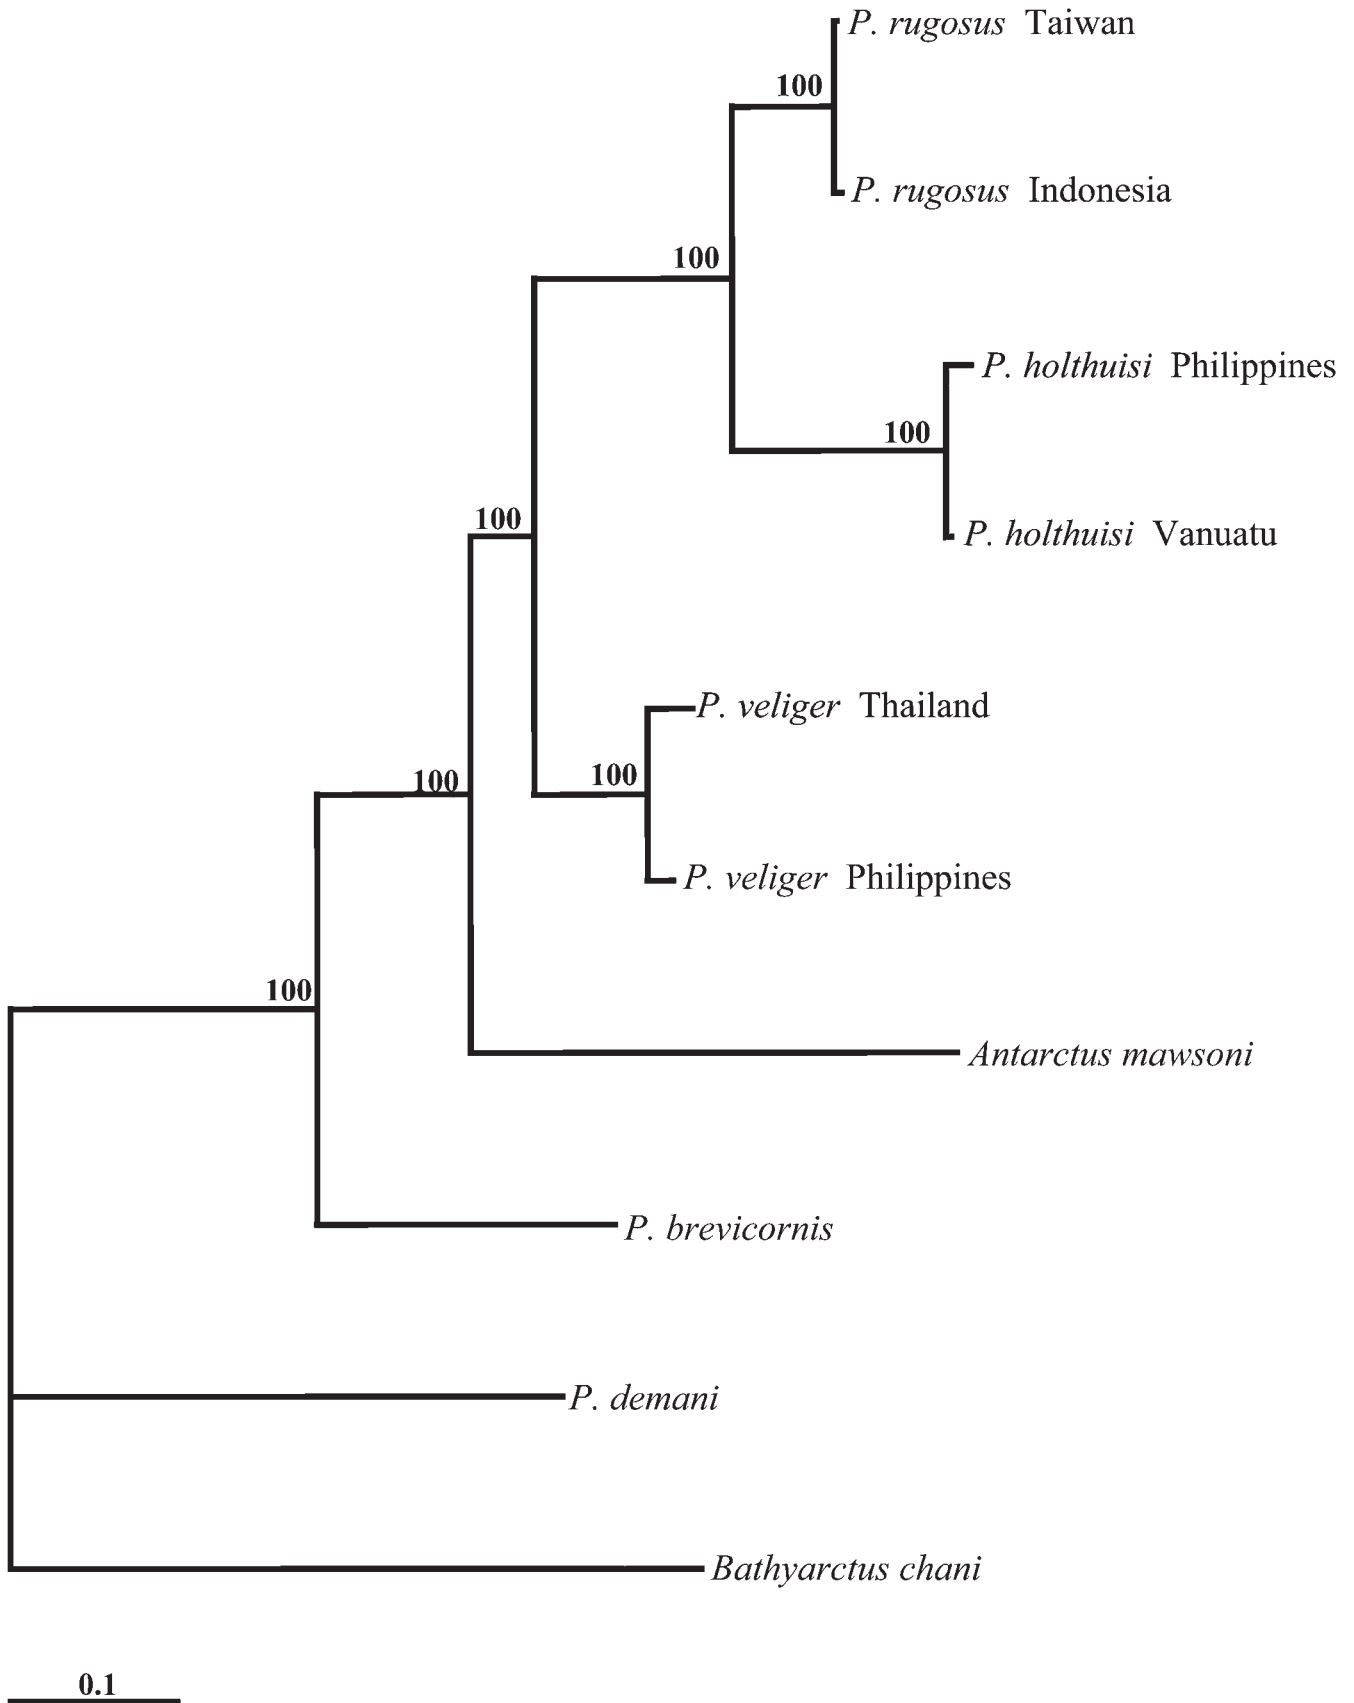 P. rugosus Taiwan
100
P. rugosus Indonesia
100
P. holthuisi Philippines
100
100
P. holthuisi Vanuatu
P. veliger Thailand
100
100
P. veliger Philippines
100
Antarctus mawsoni
P. brevicornis
P. demani
Bathyarctus chani
0.1